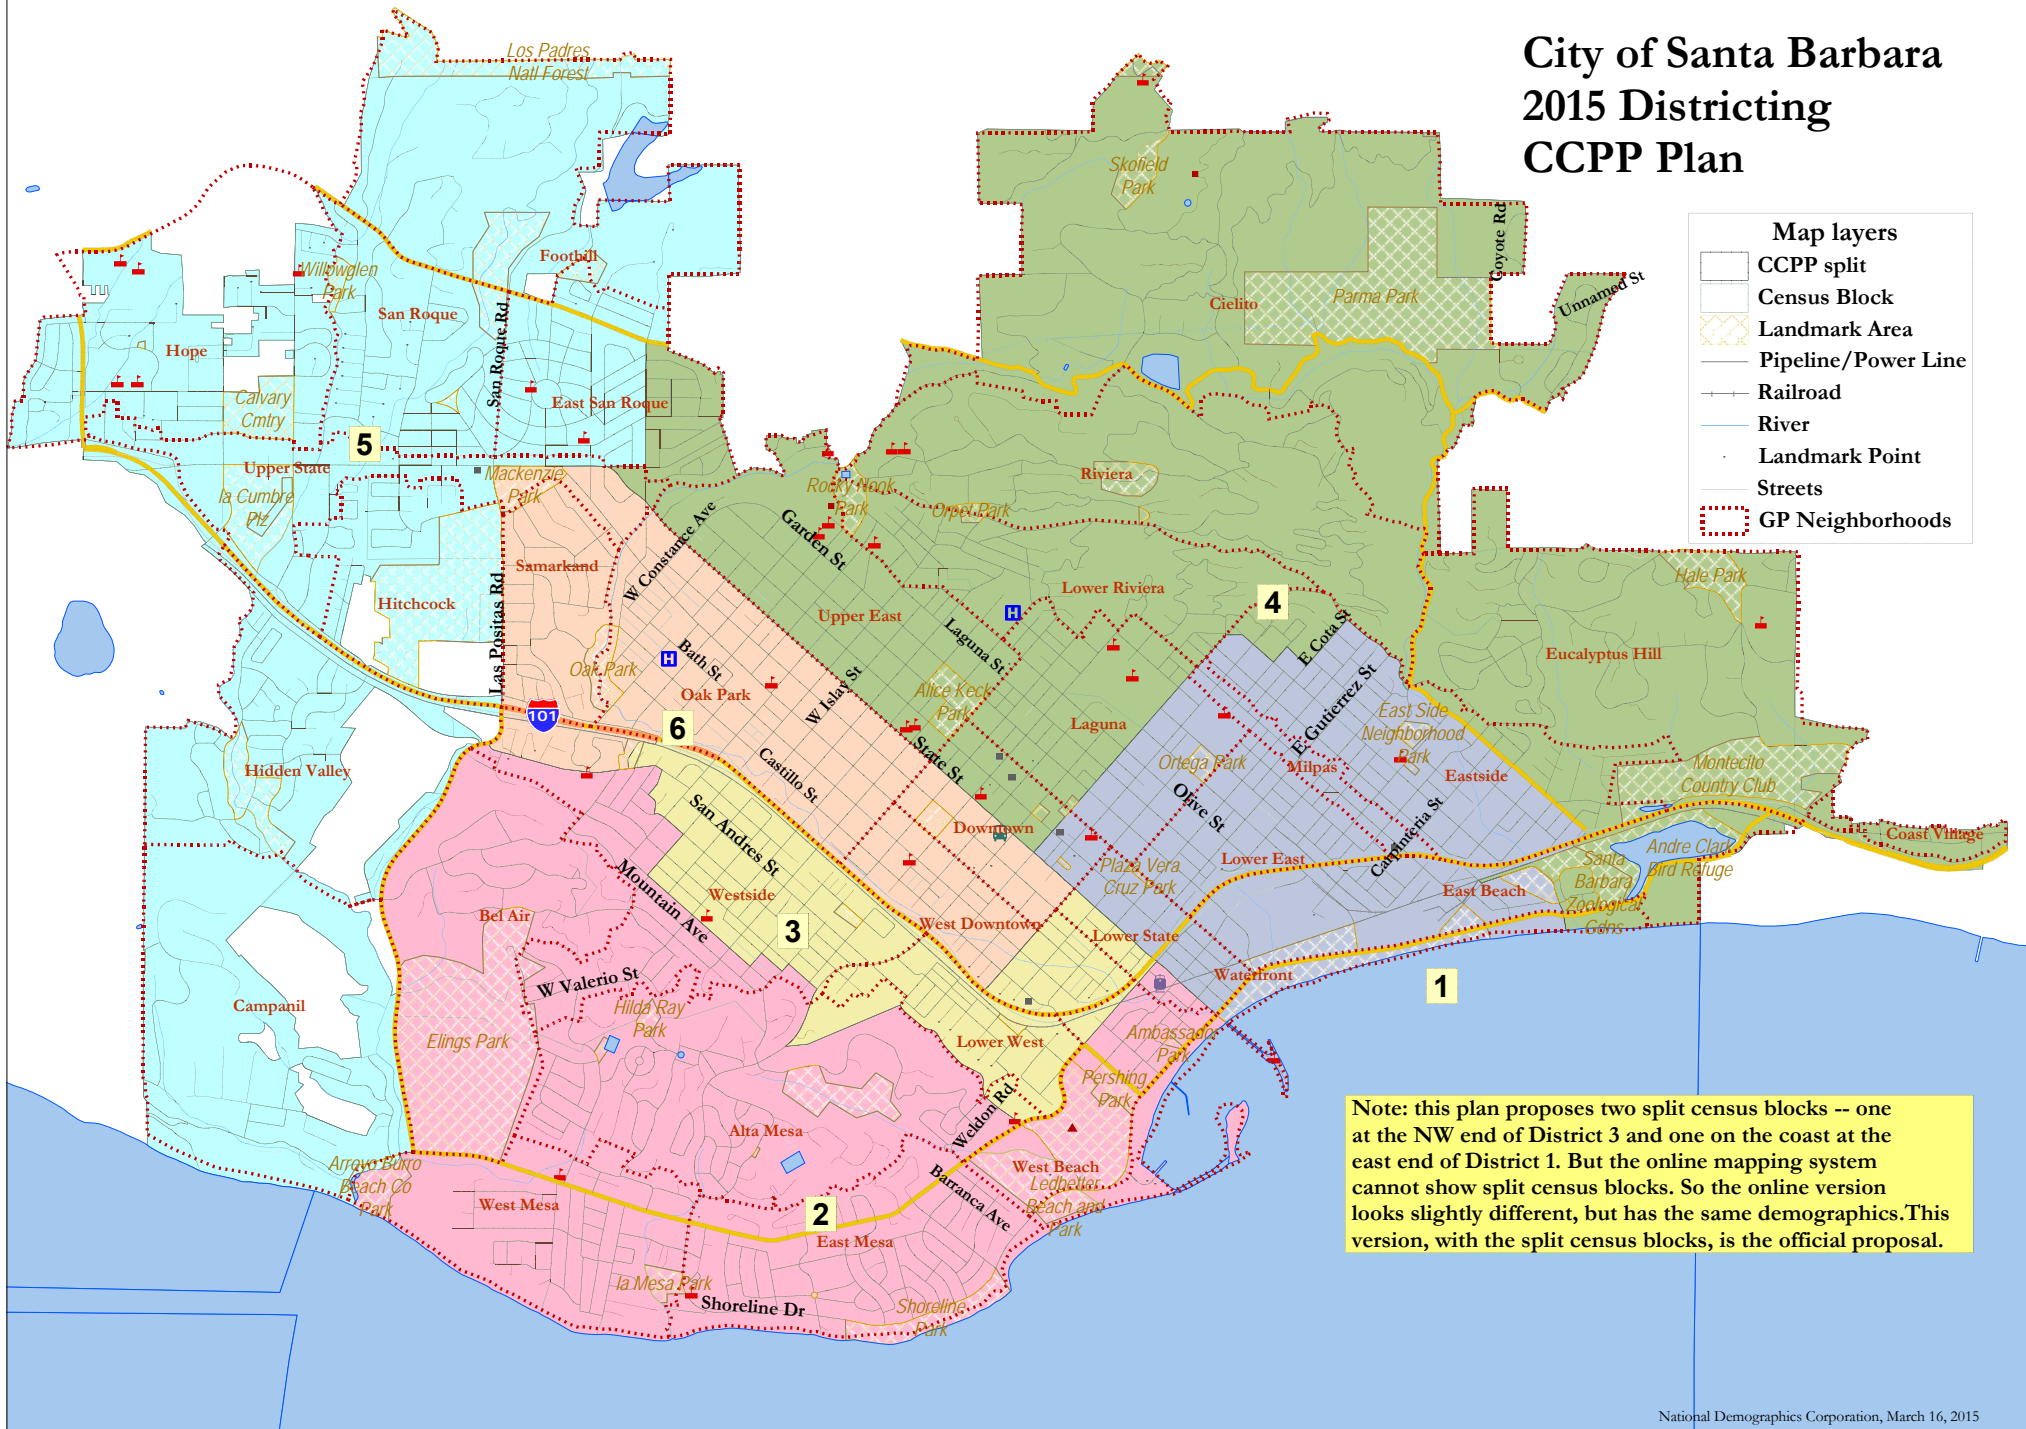 City of Santa Barbara
2015 Districting
CCPP Plan
Map layers
CCPP split
Census Block
Landmark Area
Pipeline/Power Line
Railroad
River
Landmark Point
Streets
GP Neighborhoods
Los Padres
Natl Forest
Skofield
Park
Coyote Rd
Foothill
Willowglen
Park
San Roque
San Roque Rd
Cielito
Parma Park
Unnamed St
Hope
Calvary
Cmtry
East San Roque
5
Upper State
la Cumbre
Plz
Mackenzie
Park
Rocky Nook
Park
Orpet Park
Riviera
W Constance Ave
Garden St
Samarkand
Hitchcock
Las Positas Rd
Lower Riviera
4
Hale Park
Upper East
Laguna St
H
E Cota St
Eucalyptus Hill
Oak Park
H
Bath St
Oak Park
W Islay St
Alice Keck
Park
Laguna
E Gutierrez St
East Side
Neighborhood
Park
101
6
State St
Castillo St
Ortega Park
Milpas
Eastside
Montecito
Country Club
Hidden Valley
San Andres St
Olive St
Carpinteria St
Downtown
Coast Village
Lower East
Plaza Vera
Cruz Park
Santa
Barbara
Zoological
Gdns
Andre Clark
Bird Refuge
Mountain Ave
Westside
East Beach
Bel Air
3
West Downtown
Lower State
W Valerio St
Waterfront
1
Campanil
Hilda Ray
Park
Elings Park
Lower West
Ambassador
Park
Pershing
Park
Weldon Rd
Alta Mesa
Note: this plan proposes two split census blocks -- one
at the NW end of District 3 and one on the coast at the
east end of District 1. But the online mapping system
cannot show split census blocks. So the online version
looks slightly different, but has the same demographics.This
version, with the split census blocks, is the official proposal.
Arroyo Burro
Beach Co
Park
West Beach
Ledbetter
Beach and
Park
Barranca Ave
West Mesa
2
East Mesa
la Mesa Park
Shoreline Dr
Shoreline
Park
National Demographics Corporation, March 16, 2015